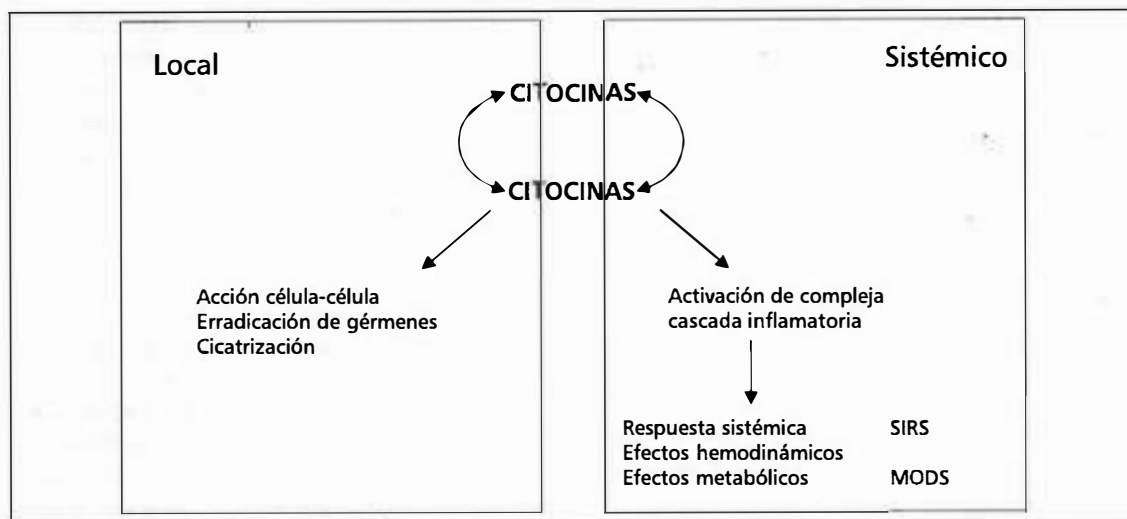 Local
Sistémico
CITOCINAS
CITOCINAS
Acción célula-célula
Erradicación de gérmenes
Cicatrización
Activación de compleja
cascada inflamatoria
Respuesta sistémica SIRS
Efectos hemodinámicos
Efectos metabólicos MODS